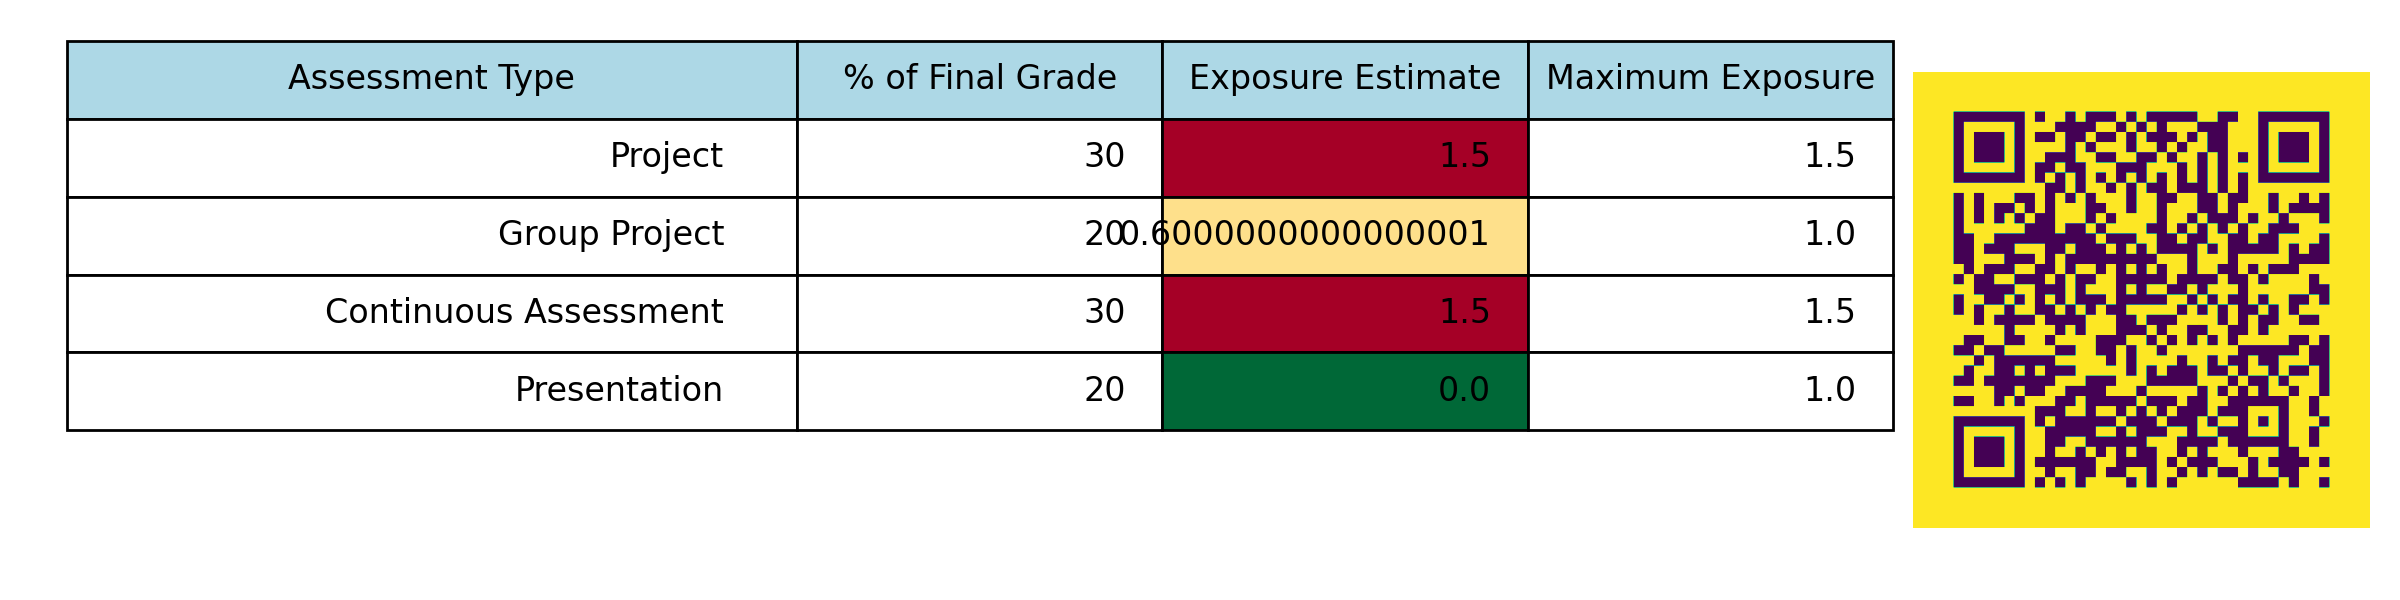 Assessment Type % of Final Grade Exposure Estimate Maximum Exposure
Project 30 1.5 1.5
Group Project 20 0.6000000000000001 1.0
Continuous Assessment 30 1.5 1.5
Presentation 20 0.0 1.0